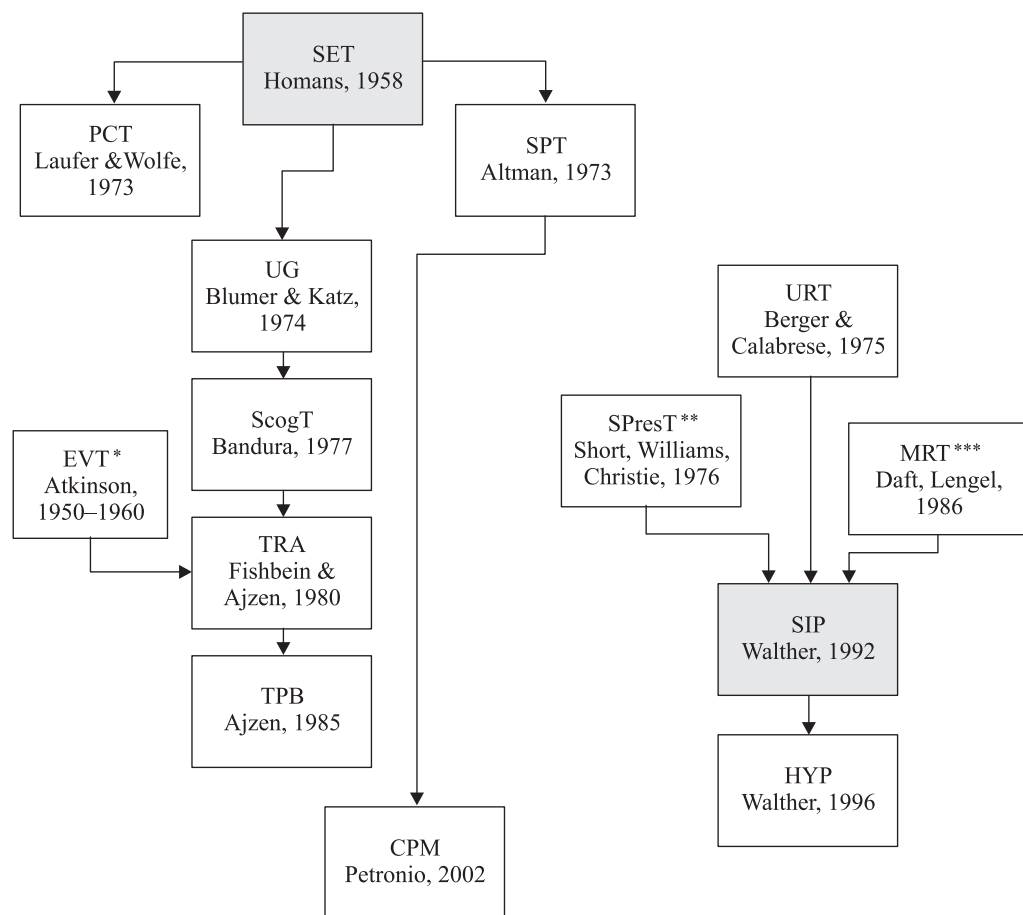 SET
Homans, 1958
PCT
Laufer &Wolfe,
1973
SPT
Altman, 1973
UG
Blumer & Katz,
1974
URT
Berger &
Calabrese, 1975
ScogT
Bandura, 1977
SPresT **
Short, Williams,
Christie, 1976
EVT *
Atkinson,
1950–1960
MRT ***
Daft, Lengel,
1986
TRA
Fishbein &
Ajzen, 1980
SIP
Walther, 1992
TPB
Ajzen, 1985
HYP
Walther, 1996
CPM
Petronio, 2002